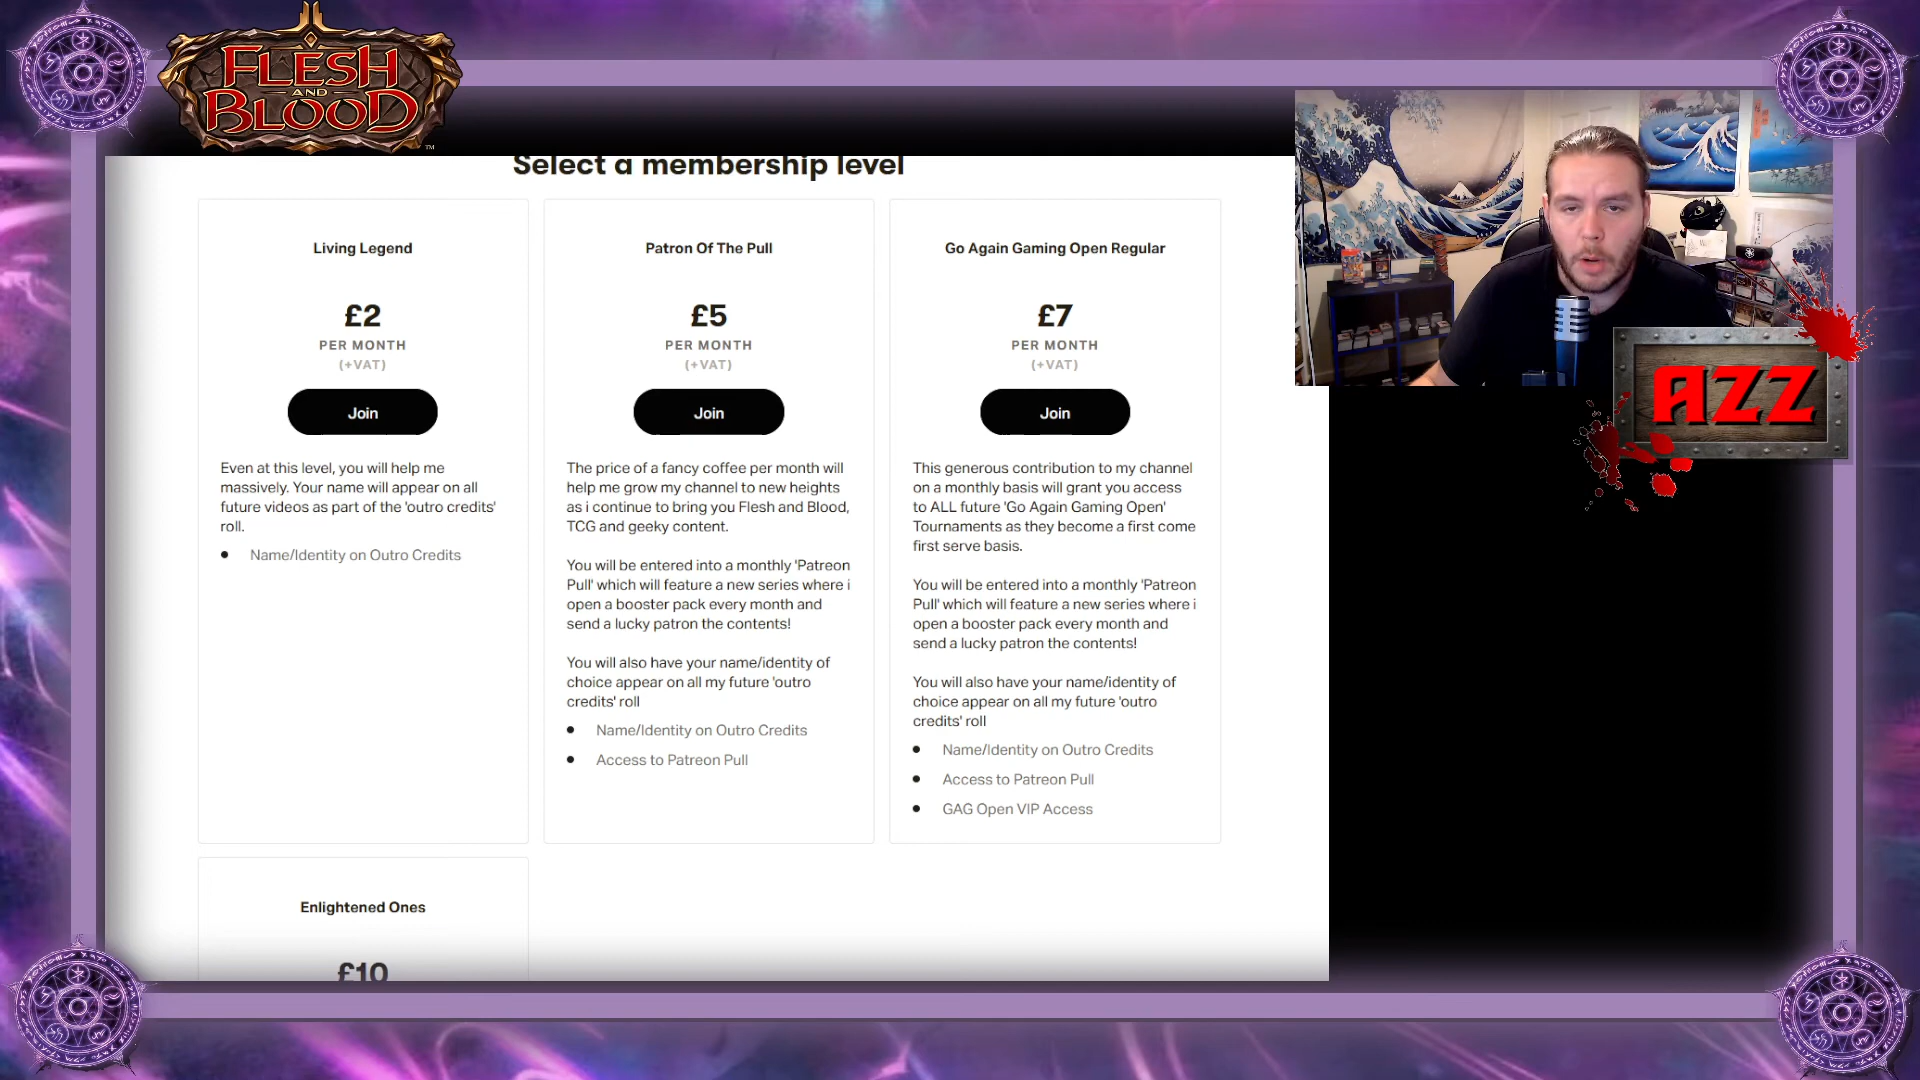 FLESH
AND
BLOOD
TM
Select a membership level
Living Legend
£2
PER MONTH
(+VAT)
Join
Even at this level, you will help me
massively. Your name will appear on all
future videos as part of the 'outro credits'
roll.
Name/Identity on Outro Credits
Patron Of The Pull
£5
PER MONTH
(+VAT)
Join
The price of a fancy coffee per month will
help me grow my channel to new heights
as i continue to bring you Flesh and Blood,
TCG and geeky content.
You will be entered into a monthly 'Patreon
Pull' which will feature a new series where i
open a booster pack every month and
send a lucky patron the contents!
You will also have your name/identity of
choice appear on all my future 'outro
credits' roll
Name/Identity on Outro Credits
Access to Patreon Pull
Go Again Gaming Open Regular
£7
PER MONTH
(+VAT)
Join
This generous contribution to my channel
on a monthly basis will grant you access
to ALL future 'Go Again Gaming Open'
Tournaments as they become a first come
first serve basis.
You will be entered into a monthly 'Patreon
Pull' which will feature a new series where i
open a booster pack every month and
send a lucky patron the contents!
You will also have your name/identity of
choice appear on all my future 'outro
credits' roll
Name/Identity on Outro Credits
Access to Patreon Pull
GAG Open VIP Access
Enlightened Ones
£10
AZZ